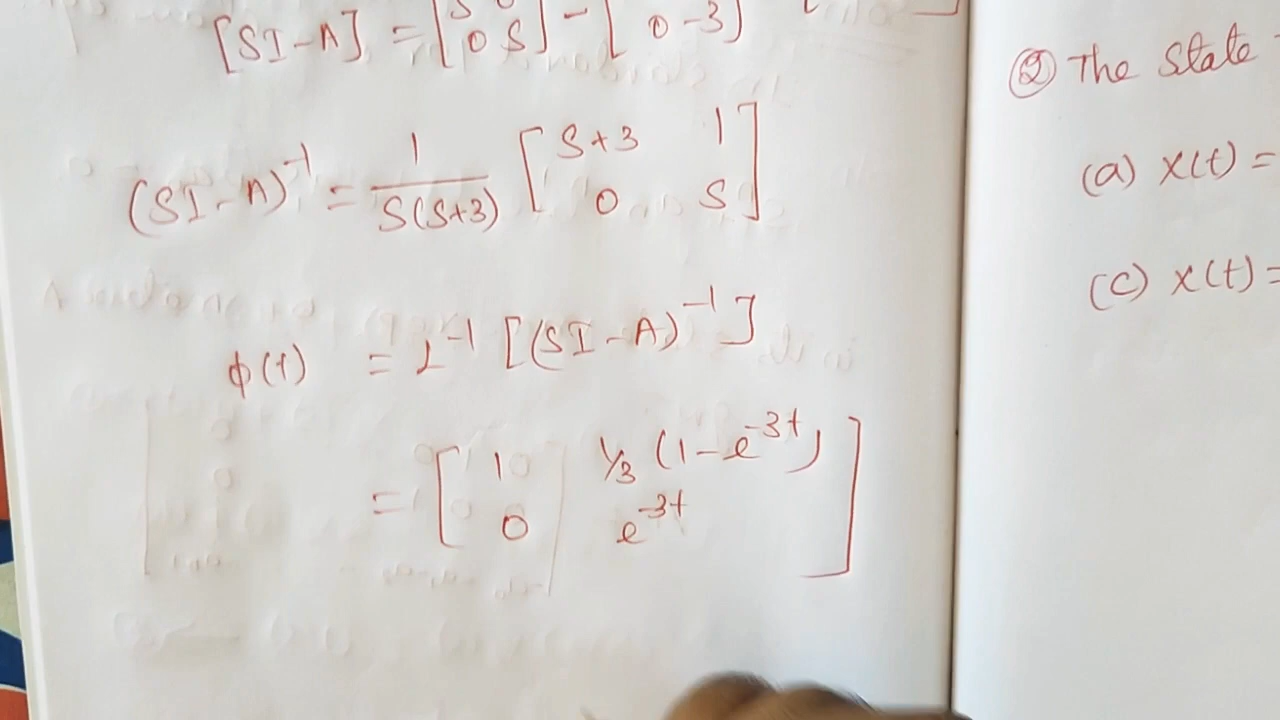 [SI-A] = [S 0 0 S] - [ 0 -3]
(SI-A)⁻¹ = 1/S(S+3) [S+3 1 0 S]
ϕ(t) = L⁻¹ [(SI-A)⁻¹]
= [1 1/3 (1-e⁻³ᵗ) 0 e⁻³ᵗ]
Q The State
(a) x(t) =
(c) x(t) =